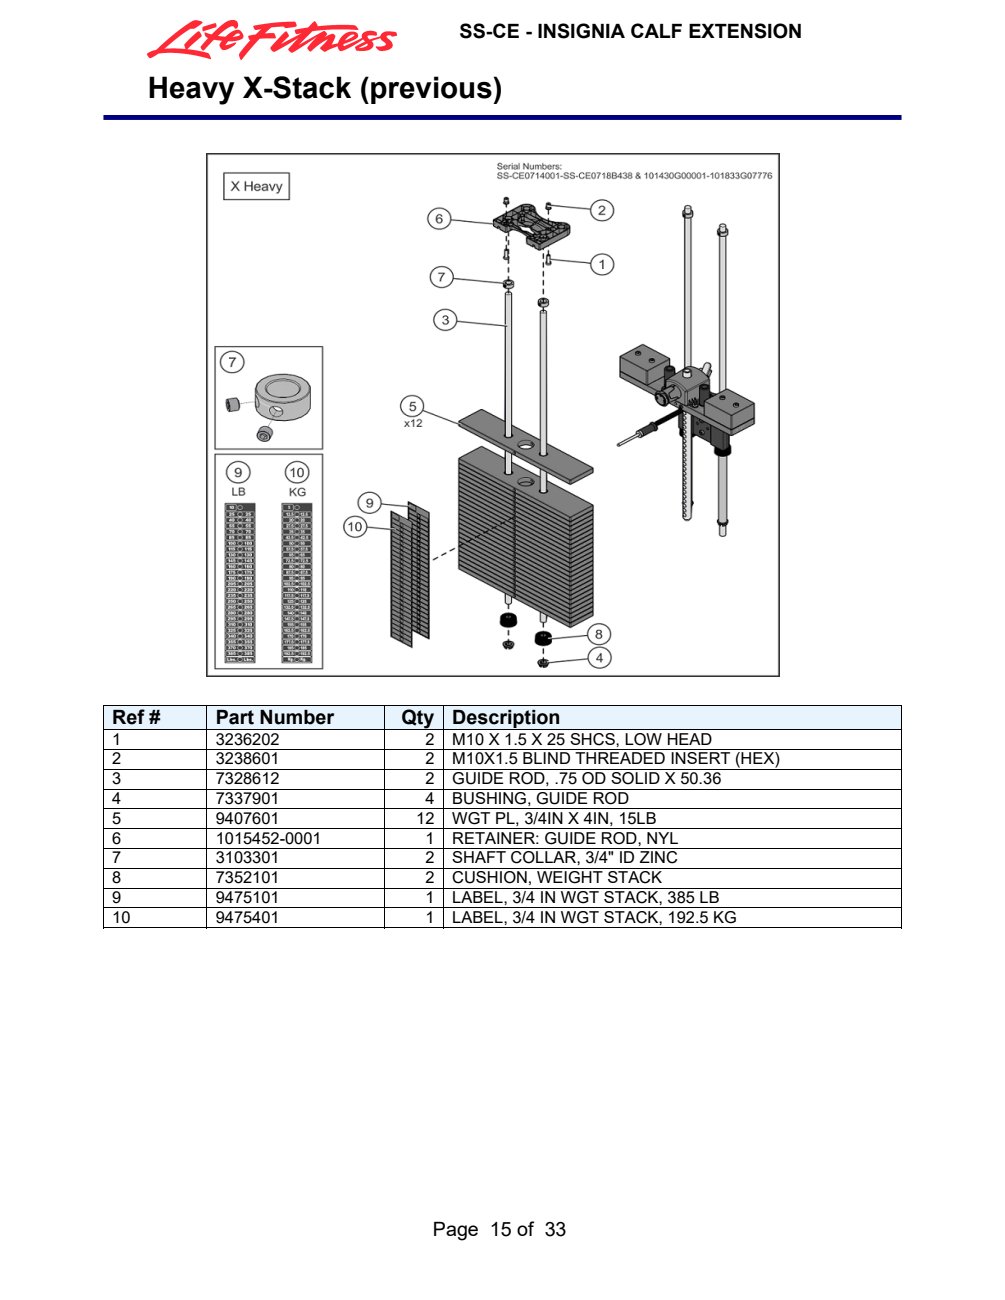 Life Fitness
SS-CE - INSIGNIA CALF EXTENSION
Heavy X-Stack (previous)
Serial Numbers:
SS-CE0714001-SS-CE0718B438 & 101430G00001-101833G07776
X Heavy
2
6
1
7
3
7
5
x12
9
10
LB
KG
9
10
8
4
Ref # Part Number Qty Description
1 3236202 2 M10 X 1.5 X 25 SHCS, LOW HEAD
2 3238601 2 M10X1.5 BLIND THREADED INSERT (HEX)
3 7328612 2 GUIDE ROD, .75 OD SOLID X 50.36
4 7337901 4 BUSHING, GUIDE ROD
5 9407601 12 WGT PL, 3/4IN X 4IN, 15LB
6 1015452-0001 1 RETAINER: GUIDE ROD, NYL
7 3103301 2 SHAFT COLLAR, 3/4" ID ZINC
8 7352101 2 CUSHION, WEIGHT STACK
9 9475101 1 LABEL, 3/4 IN WGT STACK, 385 LB
10 9475401 1 LABEL, 3/4 IN WGT STACK, 192.5 KG
Page 15 of 33